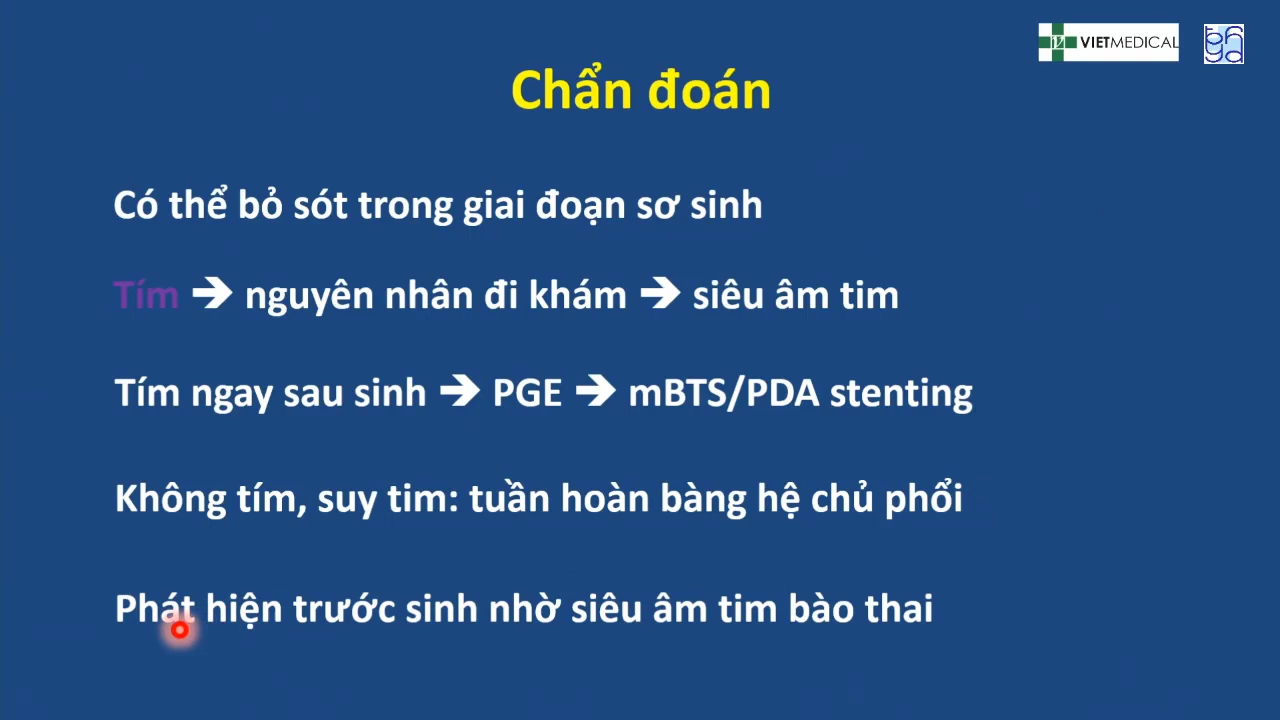 VIETMEDICAL
Chẩn đoán
Có thể bỏ sót trong giai đoạn sơ sinh
Tím ➔ nguyên nhân đi khám ➔ siêu âm tim
Tím ngay sau sinh ➔ PGE ➔ mBTS/PDA stenting
Không tím, suy tim: tuần hoàn bàng hệ chủ phổi
Phát hiện trước sinh nhờ siêu âm tim bào thai